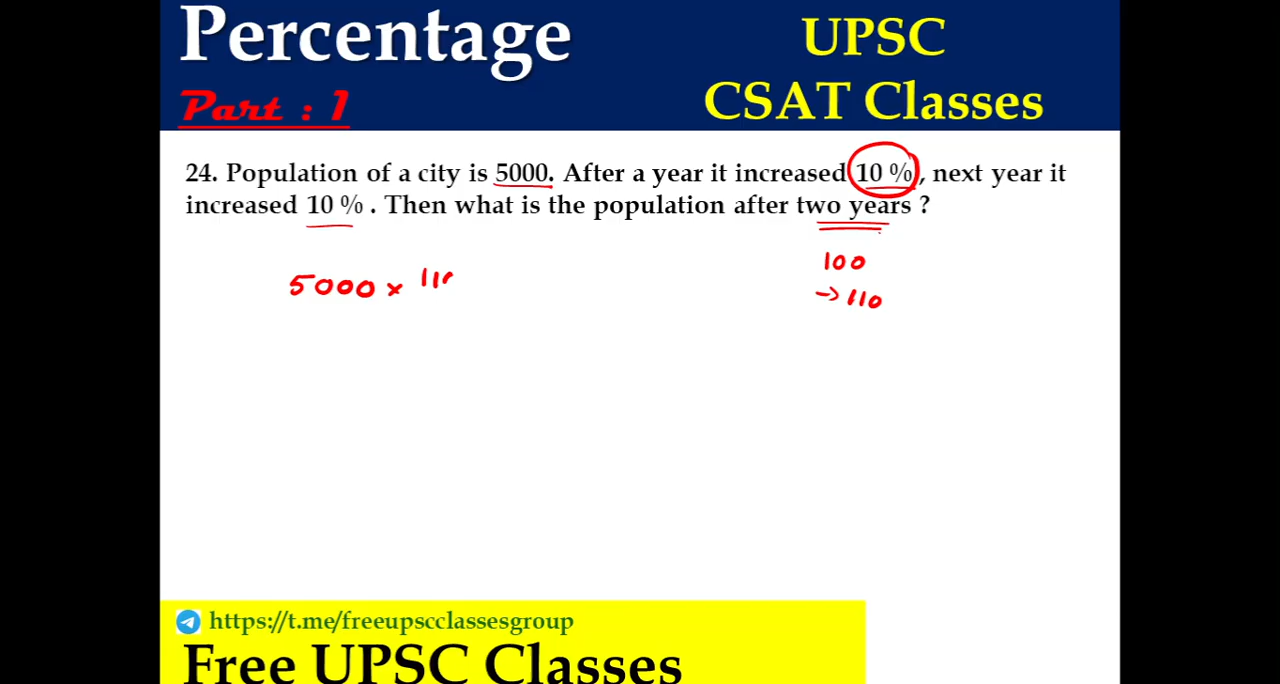 Percentage
Part : 1
UPSC
CSAT Classes
24. Population of a city is 5000. After a year it increased 10 % , next year it
increased 10 % . Then what is the population after two years ?
100
→ 110
5000 ×
https://t.me/freeupscclassesgroup
Free UPSC Classes